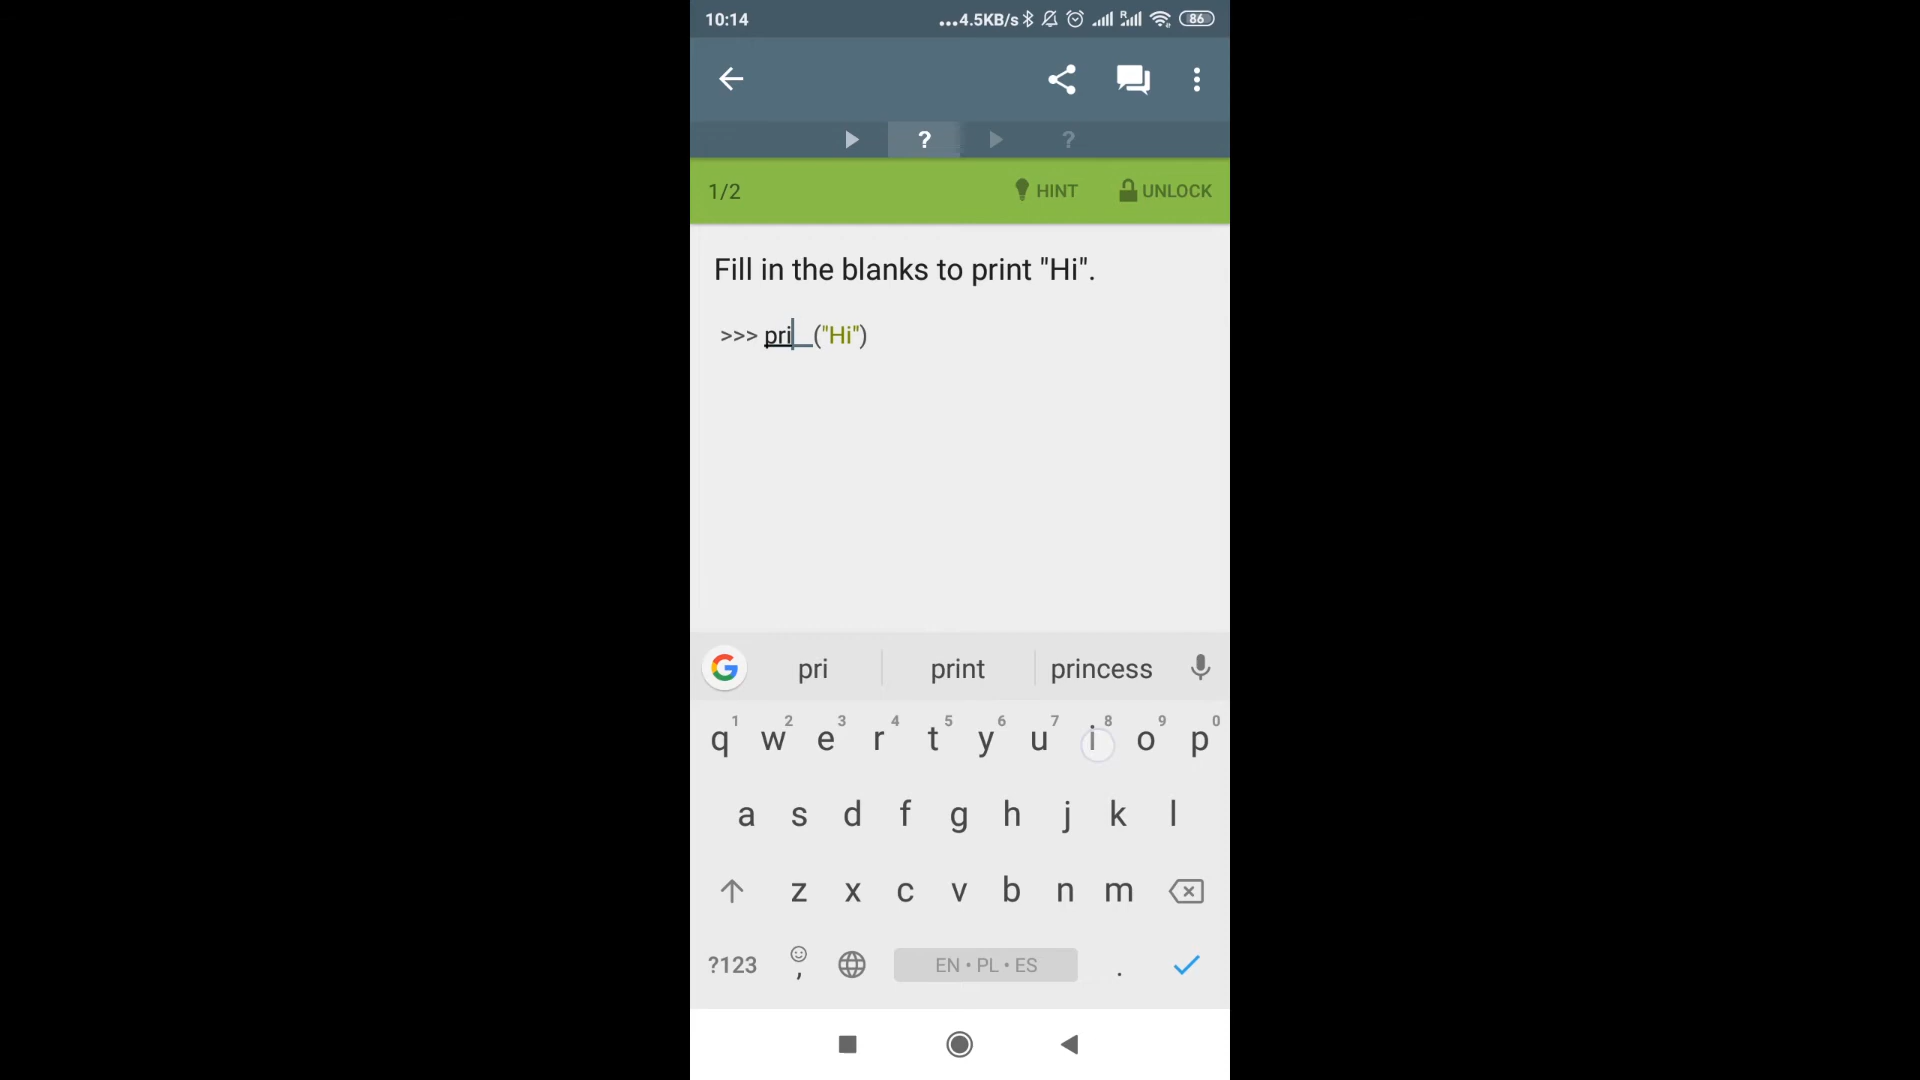 10:14 ...4.5KB/s R 86
?
?
1/2 HINT UNLOCK
Fill in the blanks to print "Hi".
>>> pri__("Hi")
G pri print princess
1 2 3 4 5 6 7 8 9 0
q w e r t y u i o p
a s d f g h j k l
z x c v b n m
?123 , EN • PL • ES .